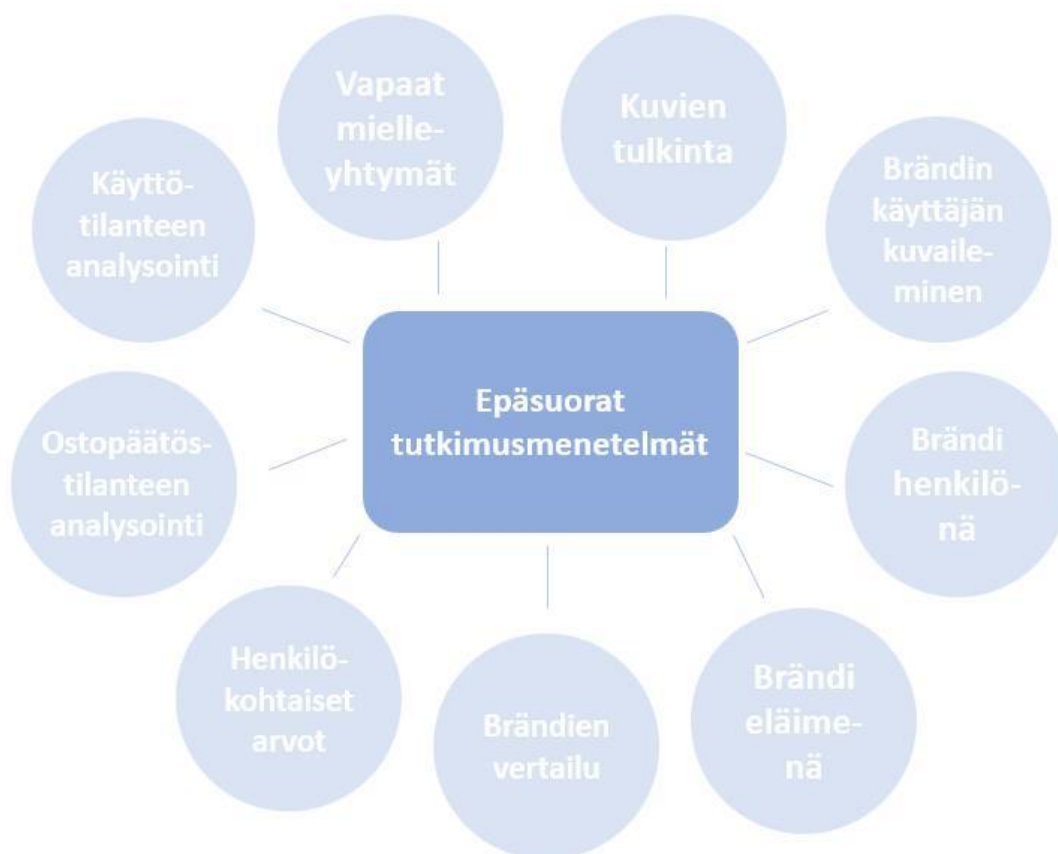 Vapaat
mielle-
yhtymät
Kuvien
tulkinta
Brändin
käyttäjän
kuvaile-
minen
Brändi
henkilö-
nä
Brändi
eläime-
nä
Brändien
vertailu
Henkilö-
kohtaiset
arvot
Ostopäätös-
tilanteen
analysointi
Käyttö-
tilanteen
analysointi
Epäsuorat
tutkimusmenetelmät